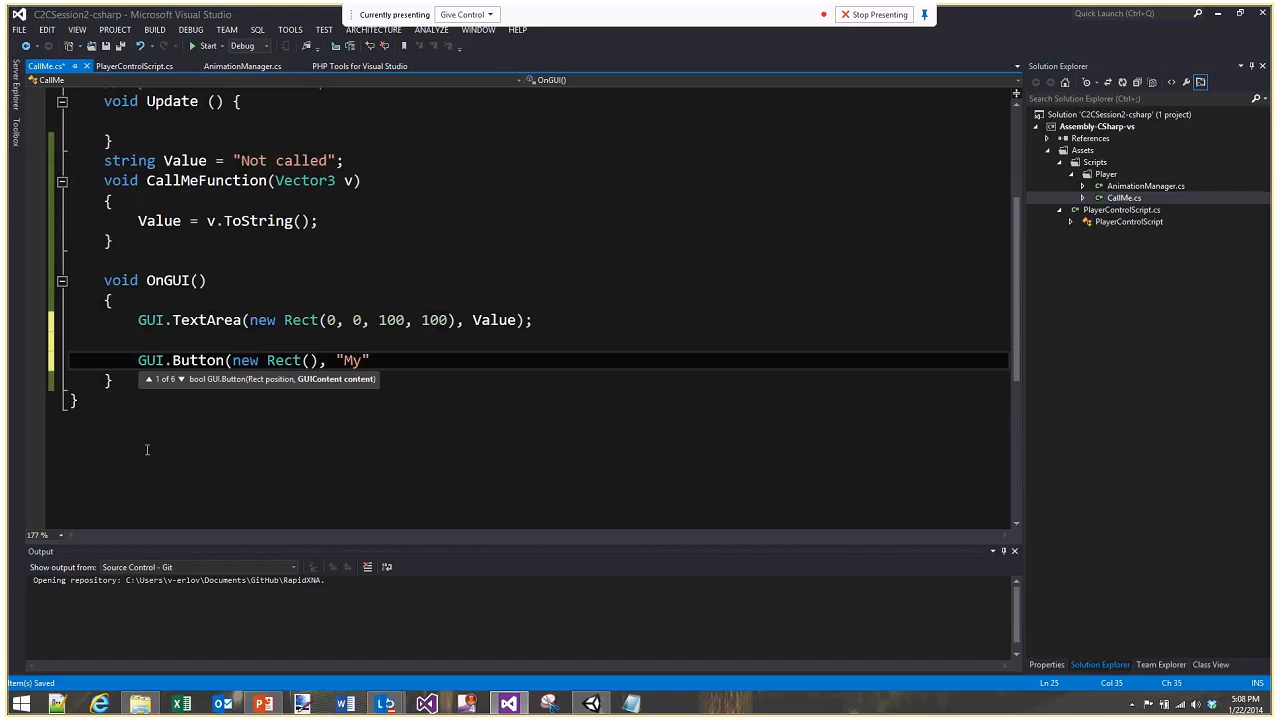 C2CSession2-csharp - Microsoft Visual Studio
Currently presenting
Give Control
Stop Presenting
Quick Launch (Ctrl+Q)
FILE EDIT VIEW PROJECT BUILD DEBUG TEAM SQL TOOLS TEST ARCHITECTURE ANALYZE WINDOW HELP
Start Debug
CallMe.cs* PlayerControlScript.cs AnimationManager.cs PHP Tools for Visual Studio
CallMe OnGUI()
Server Explorer
Toolbox
void Update () {
}
string Value = "Not called";
void CallMeFunction(Vector3 v)
{
Value = v.ToString();
}
void OnGUI()
{
GUI.TextArea(new Rect(0, 0, 100, 100), Value);
GUI.Button(new Rect(), "My"
}
1 of 6 bool GUI.Button(Rect position, GUIContent content)
}
177 %
Output
Show output from: Source Control - Git
Opening repository: C:\Users\v-erlov\Documents\GitHub\RapidXNA.
Solution Explorer
Search Solution Explorer (Ctrl+;)
Solution 'C2CSession2-csharp' (1 project)
Assembly-CSharp-vs
References
Assets
Scripts
Player
AnimationManager.cs
CallMe.cs
PlayerControlScript.cs
PlayerControlScript
Properties Solution Explorer Team Explorer Class View
Item(s) Saved Ln 25 Col 35 Ch 35 INS
5:08 PM
1/22/2014